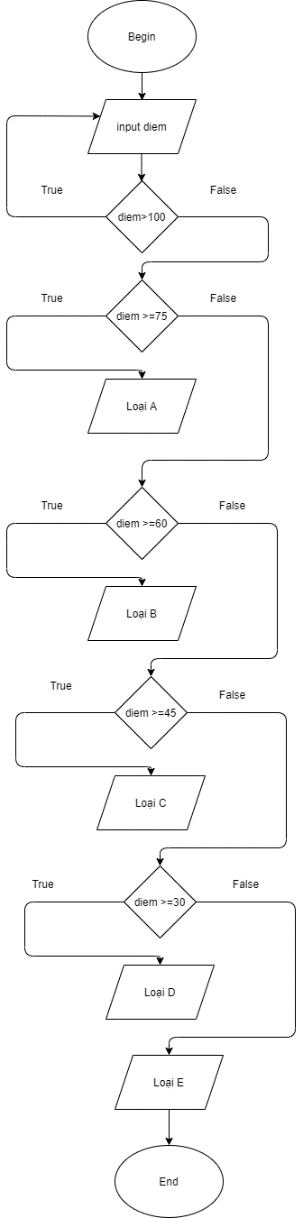 Begin
input diem
True
False
diem>100
True
False
diem >=75
Loại A
True
False
diem >=60
Loại B
True
False
diem >=45
Loại C
True
False
diem >=30
Loại D
Loại E
End